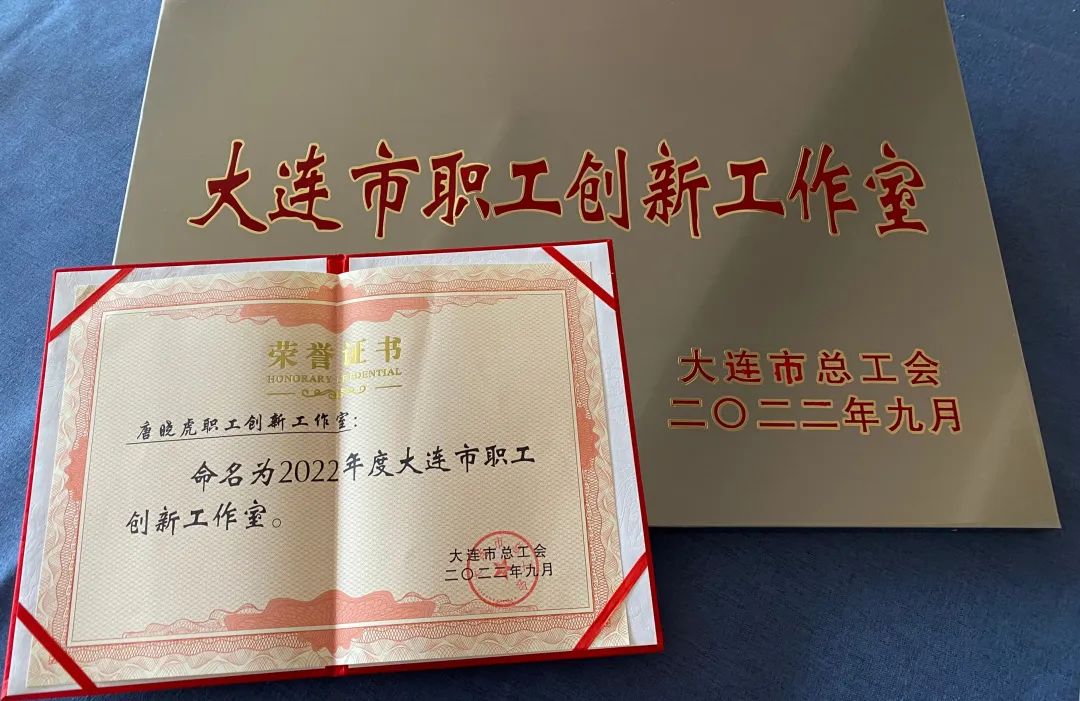 大连市职工创新工作室
大连市总工会
二〇二二年九月
荣誉证书
HONORARY CREDENTIAL
唐晓虎职工创新工作室:
命名为2022年度大连市职工
创新工作室。
大连市总工会
二〇二二年九月